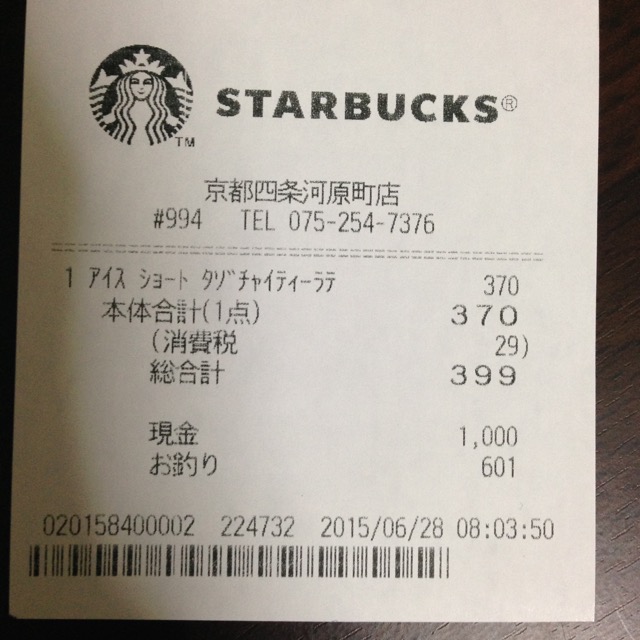 STARBUCKS®
TM
京都四条河原町店
#994 TEL 075-254-7376
1 ｱｲｽ ｼｮｰﾄ ﾀｿﾞﾁｬｲﾃｨｰﾗﾃ 370
本体合計(1点) 370
(消費税 29)
総合計 399
現金 1,000
お釣り 601
020158400002 224732 2015/06/28 08:03:50